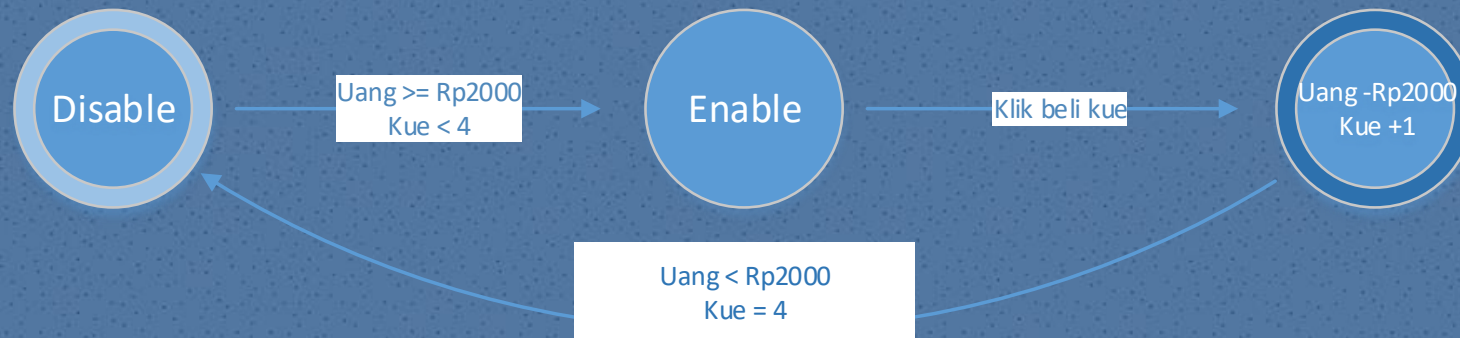 Disable
Uang >= Rp2000
Kue < 4
Enable
Klik beli kue
Uang -Rp2000
Kue +1
Uang < Rp2000
Kue = 4